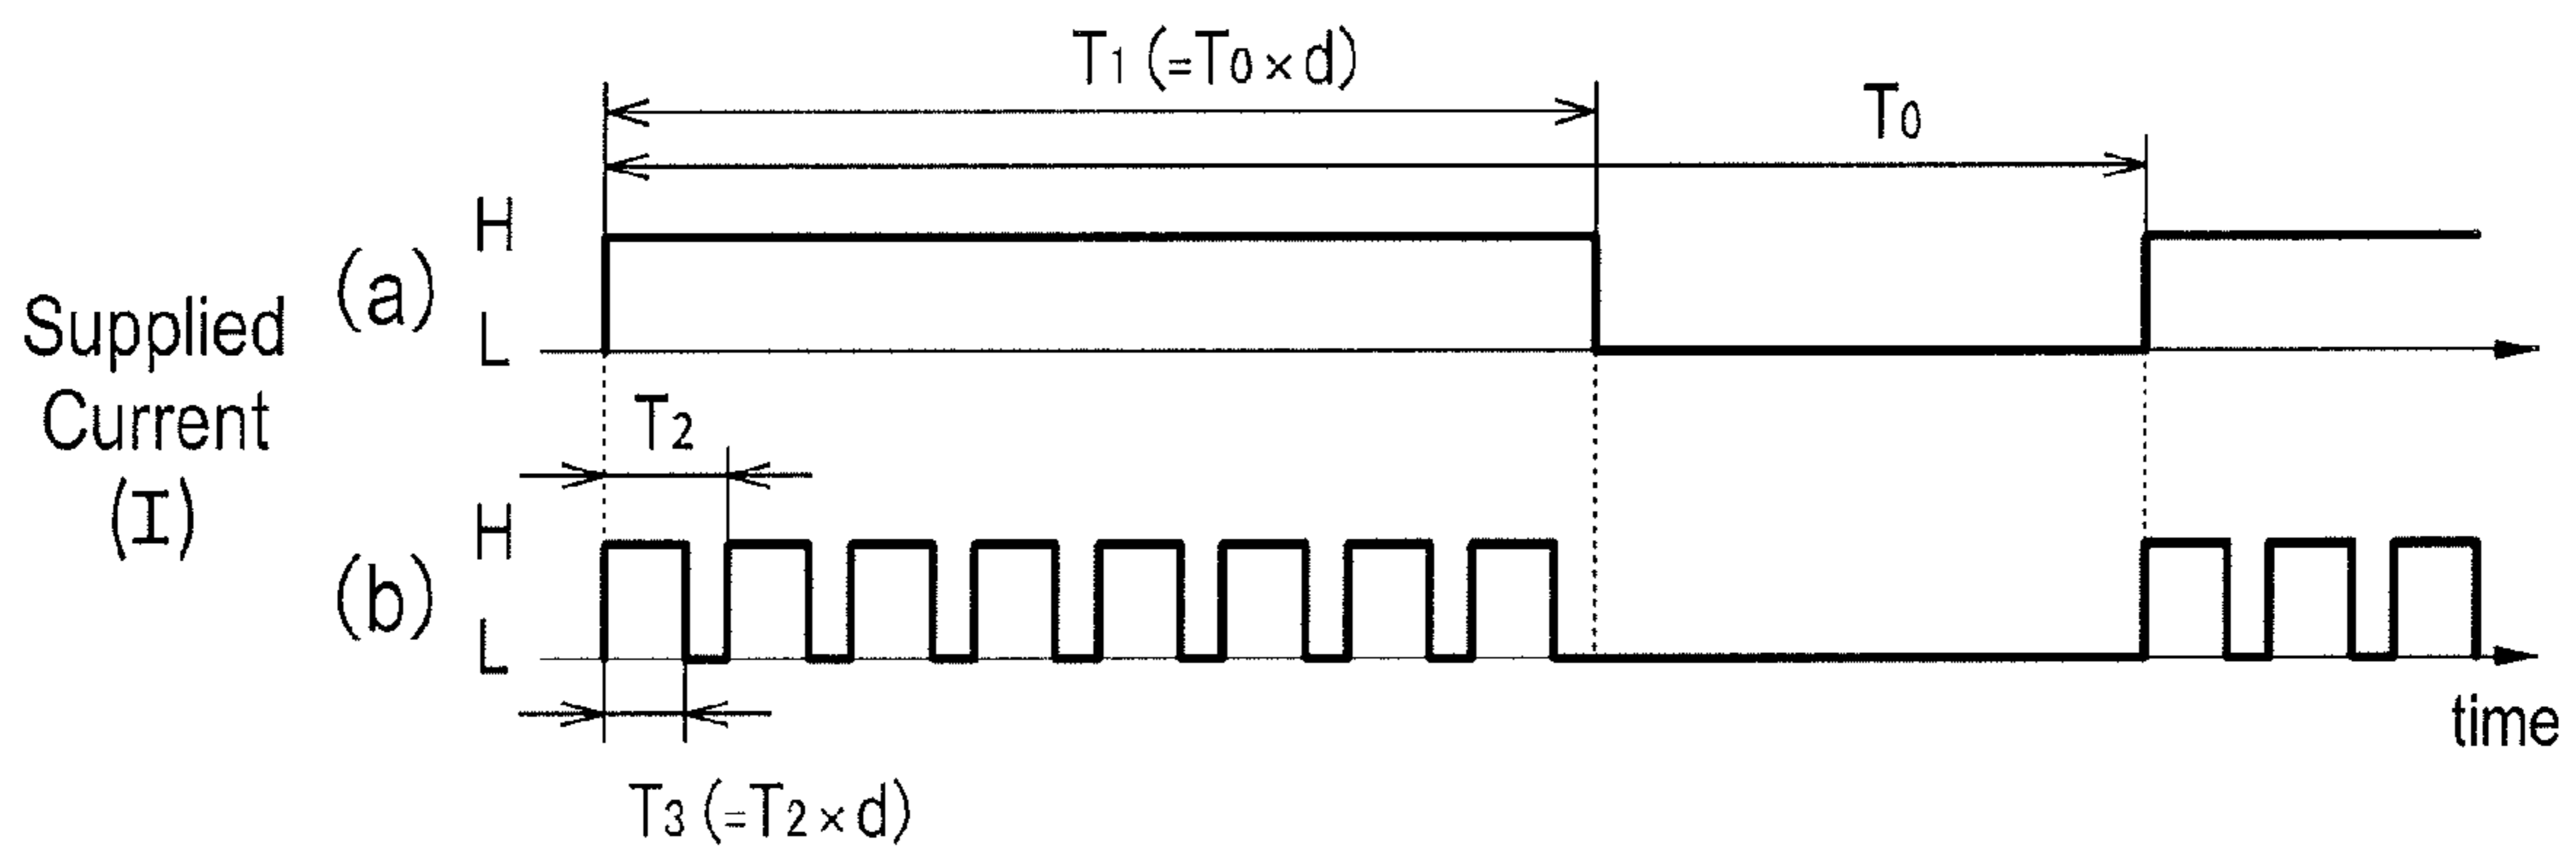 T1 (=T0×d)
T0
H
(a)
L
Supplied
Current
(I)
T2
H
(b)
L
time
T3 (=T2×d)